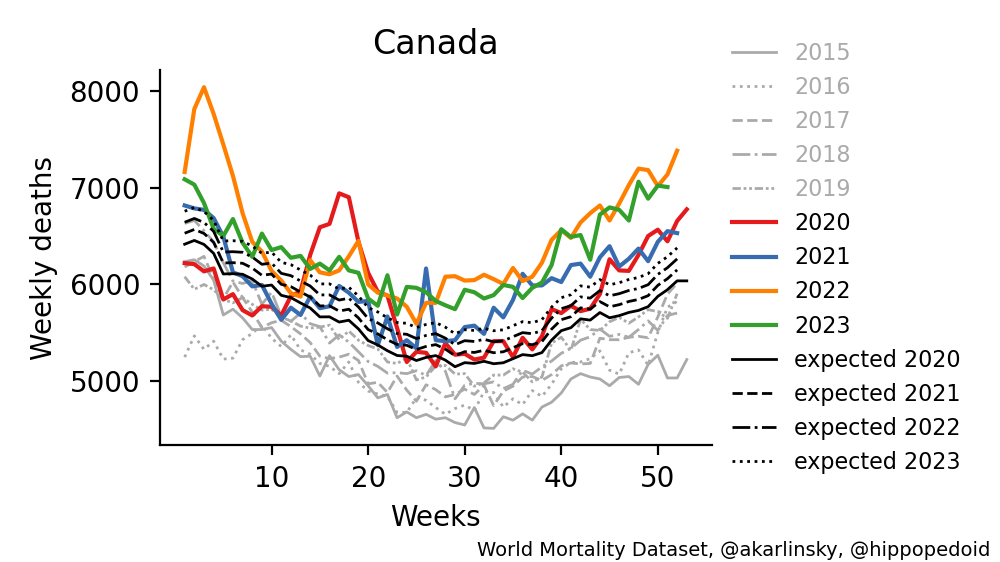 Canada
Weekly deaths
8000
7000
6000
5000
10 20 30 40 50
Weeks
2015
2016
2017
2018
2019
2020
2021
2022
2023
expected 2020
expected 2021
expected 2022
expected 2023
World Mortality Dataset, @akarlinsky, @hippopedoid